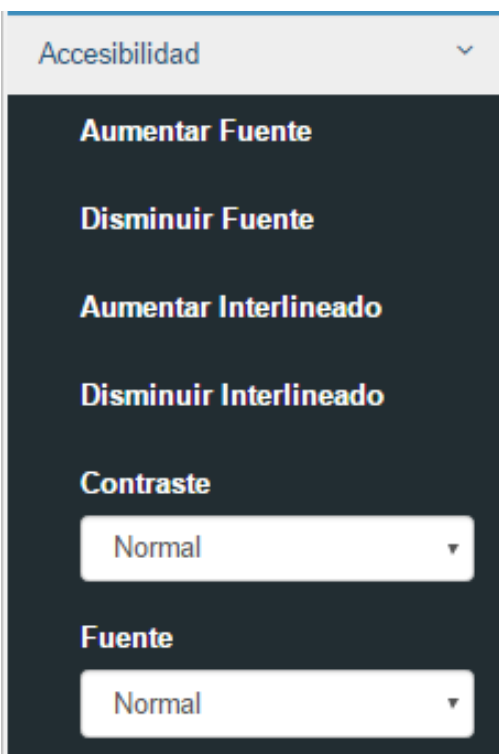 Accesibilidad
Aumentar Fuente
Disminuir Fuente
Aumentar Interlineado
Disminuir Interlineado
Contraste
Normal
Fuente
Normal